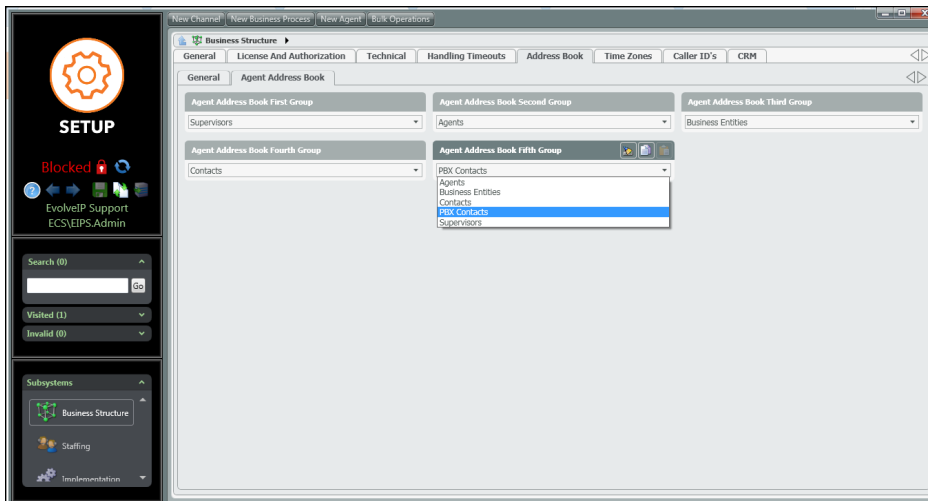 New Channel New Business Process New Agent Bulk Operations
Business Structure
General License And Authorization Technical Handling Timeouts Address Book Time Zones Caller ID's CRM
General Agent Address Book
Agent Address Book First Group Agent Address Book Second Group Agent Address Book Third Group
Supervisors Agents Business Entities
Agent Address Book Fourth Group Agent Address Book Fifth Group
Contacts PBX Contacts
Agents
Business Entities
Contacts
PBX Contacts
Supervisors
SETUP
Blocked
EvolveIP Support
ECS\EIPS.Admin
Search (0)
Go
Visited (1)
Invalid (0)
Subsystems
Business Structure
Staffing
Implementation